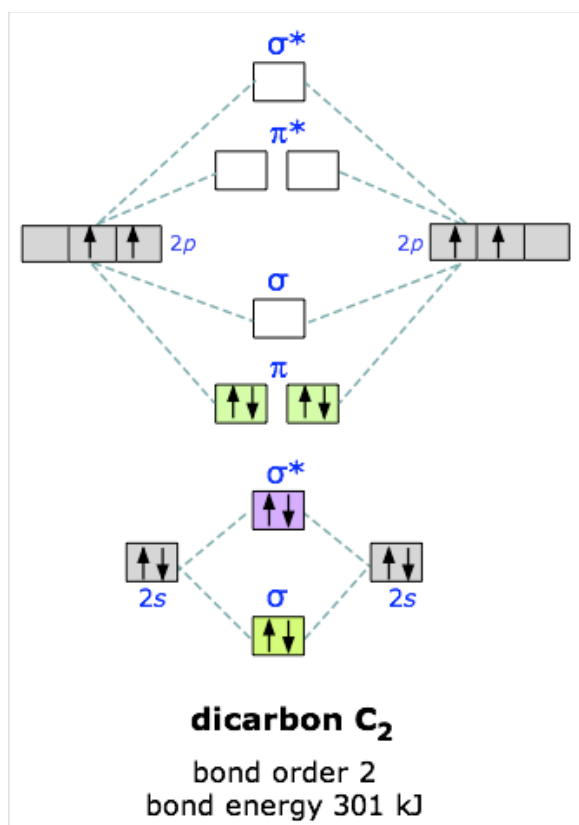 σ*
π*
2p 2p
σ
π
σ*
2s 2s
σ
dicarbon C₂
bond order 2
bond energy 301 kJ